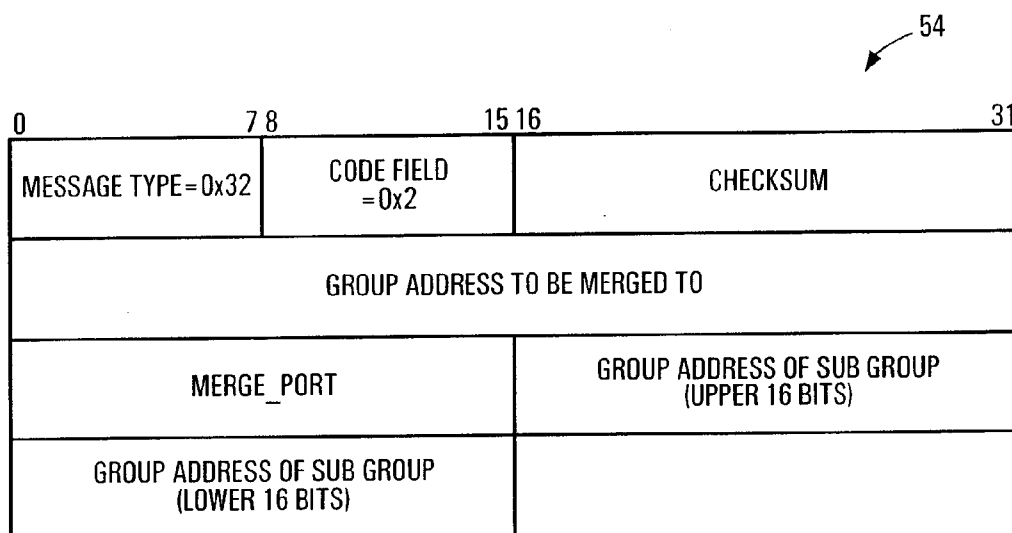 54
0 7 8 15 16 31
MESSAGE TYPE=0x32
CODE FIELD
=0x2
CHECKSUM
GROUP ADDRESS TO BE MERGED TO
MERGE_PORT
GROUP ADDRESS OF SUB GROUP
(UPPER 16 BITS)
GROUP ADDRESS OF SUB GROUP
(LOWER 16 BITS)